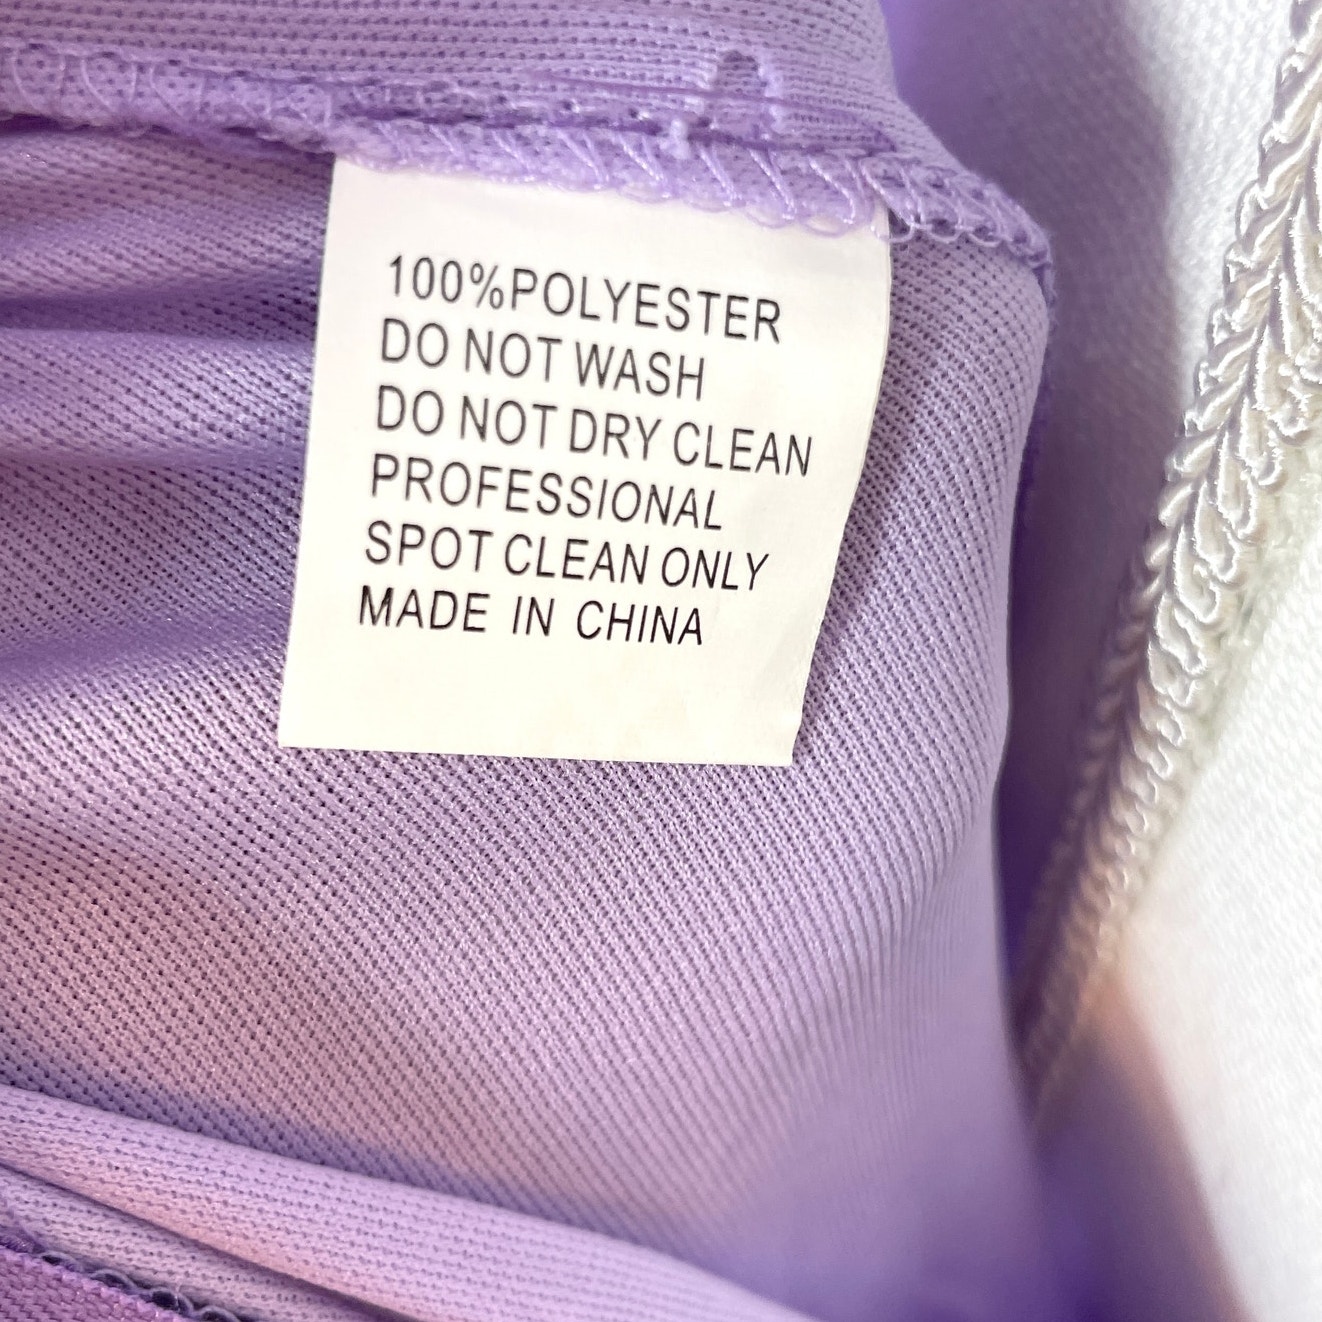 100%POLYESTER
DO NOT WASH
DO NOT DRY CLEAN
PROFESSIONAL
SPOT CLEAN ONLY
MADE IN CHINA